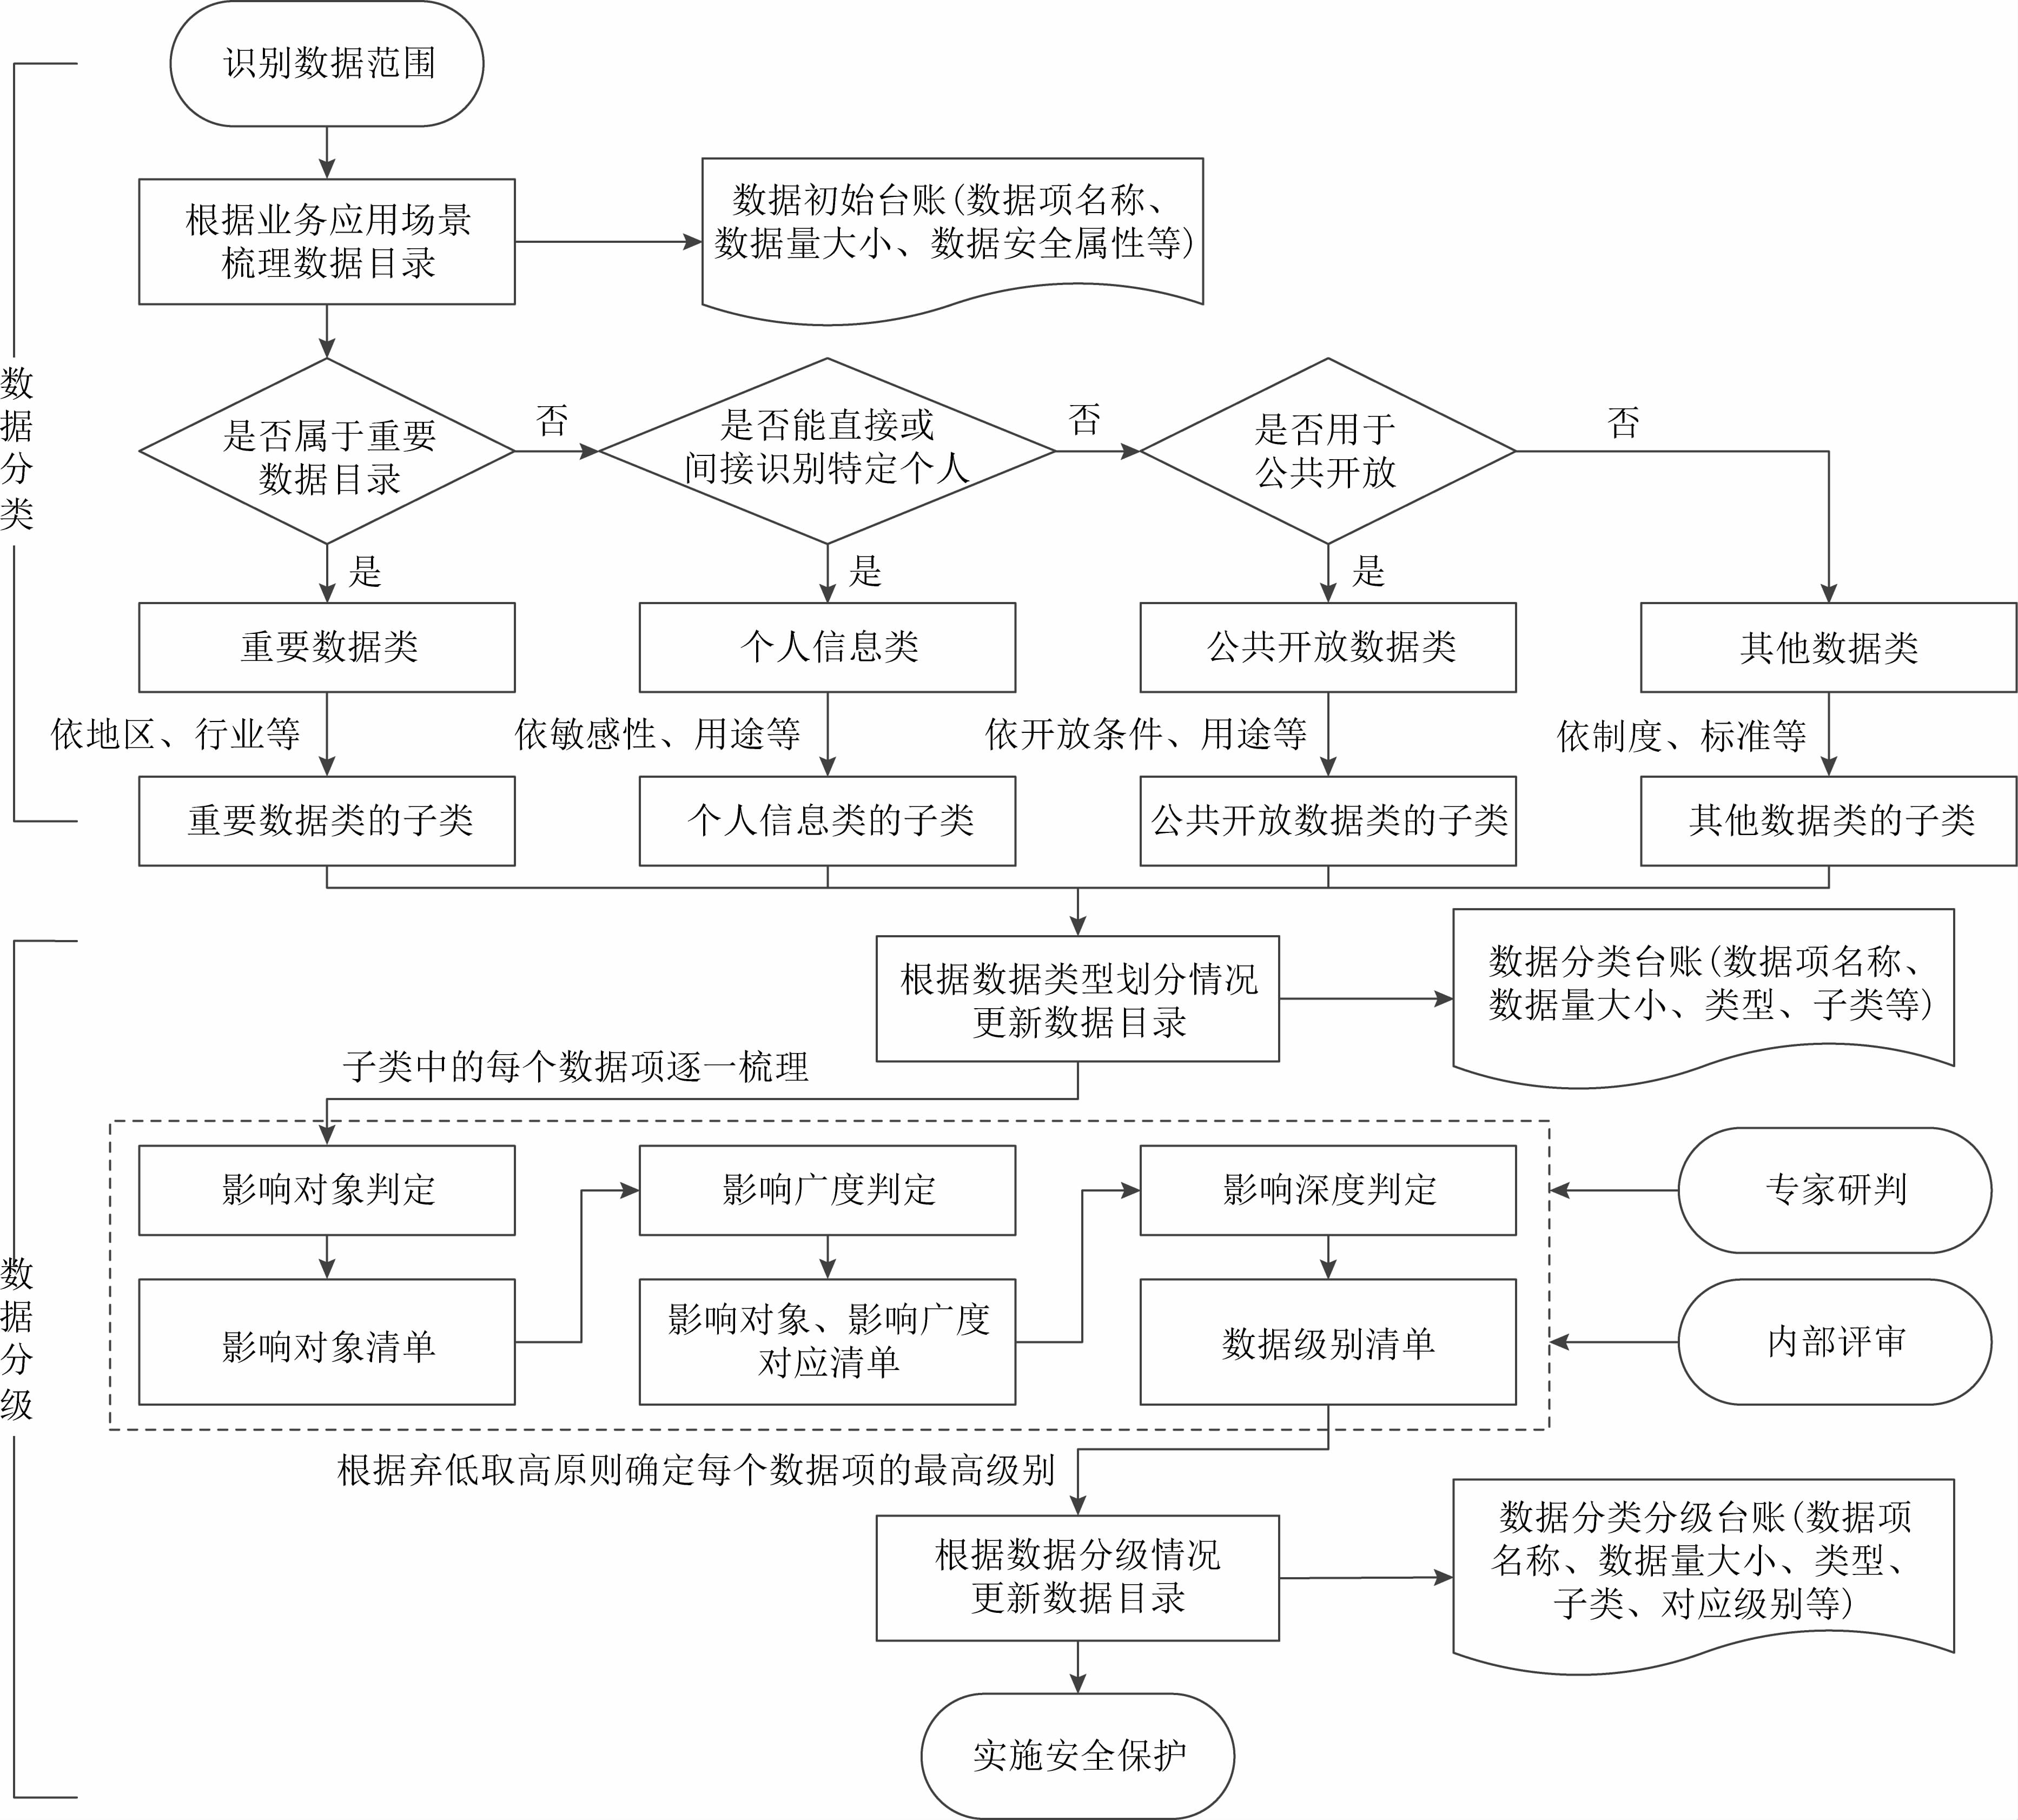 识别数据范围
根据业务应用场景
梳理数据目录
数据初始台账(数据项名称、
数据量大小、数据安全属性等)
数据分类
是否属于重要
数据目录
否
是否能直接或
间接识别特定个人
否
是否用于
公共开放
否
是
是
是
重要数据类
个人信息类
公共开放数据类
其他数据类
依地区、行业等
依敏感性、用途等
依开放条件、用途等
依制度、标准等
重要数据类的子类
个人信息类的子类
公共开放数据类的子类
其他数据类的子类
根据数据类型划分情况
更新数据目录
数据分类台账(数据项名称、
数据量大小、类型、子类等)
子类中的每个数据项逐一梳理
数据分级
影响对象判定
影响广度判定
影响深度判定
专家研判
影响对象清单
影响对象、影响广度
对应清单
数据级别清单
内部评审
根据弃低取高原则确定每个数据项的最高级别
根据数据分级情况
更新数据目录
数据分类分级台账(数据项
名称、数据量大小、类型、
子类、对应级别等)
实施安全保护